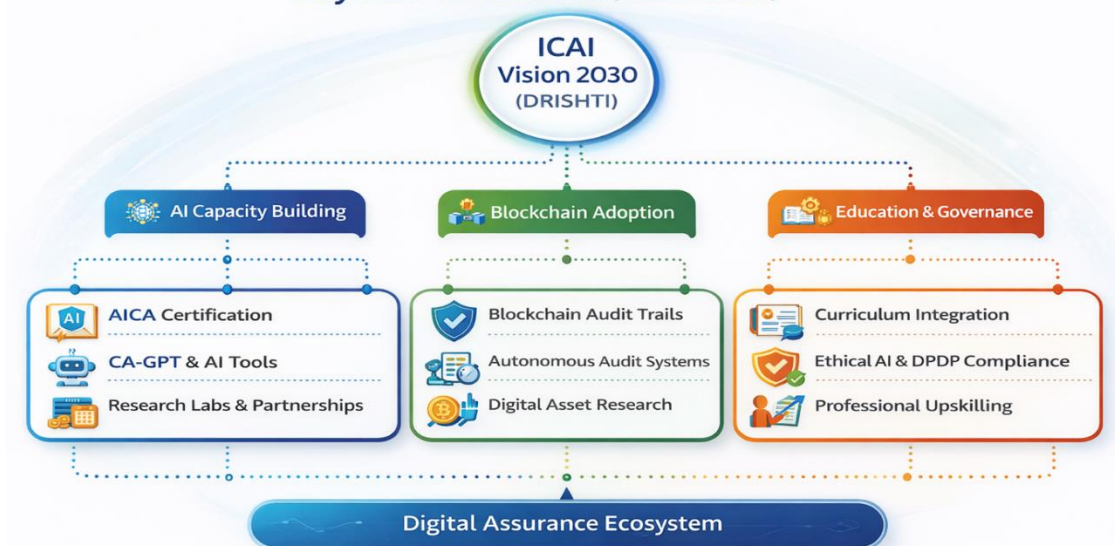 ICAI
Vision 2030
(DRISHTI)
AI Capacity Building
Blockchain Adoption
Education & Governance
AI
AICA Certification
CA-GPT & AI Tools
Research Labs & Partnerships
Blockchain Audit Trails
Autonomous Audit Systems
Digital Asset Research
Curriculum Integration
Ethical AI & DPDP Compliance
Professional Upskilling
Digital Assurance Ecosystem